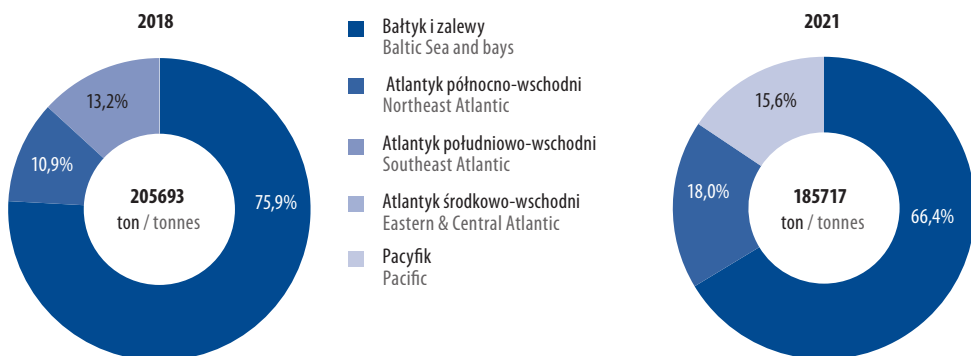 2018
13,2%
10,9%
75,9%
205693
ton / tonnes
Bałtyk i zalewy
Baltic Sea and bays
Atlantyk północno-wschodni
Northeast Atlantic
Atlantyk południowo-wschodni
Southeast Atlantic
Atlantyk środkowo-wschodni
Eastern & Central Atlantic
Pacyfik
Pacific
2021
15,6%
18,0%
66,4%
185717
ton / tonnes